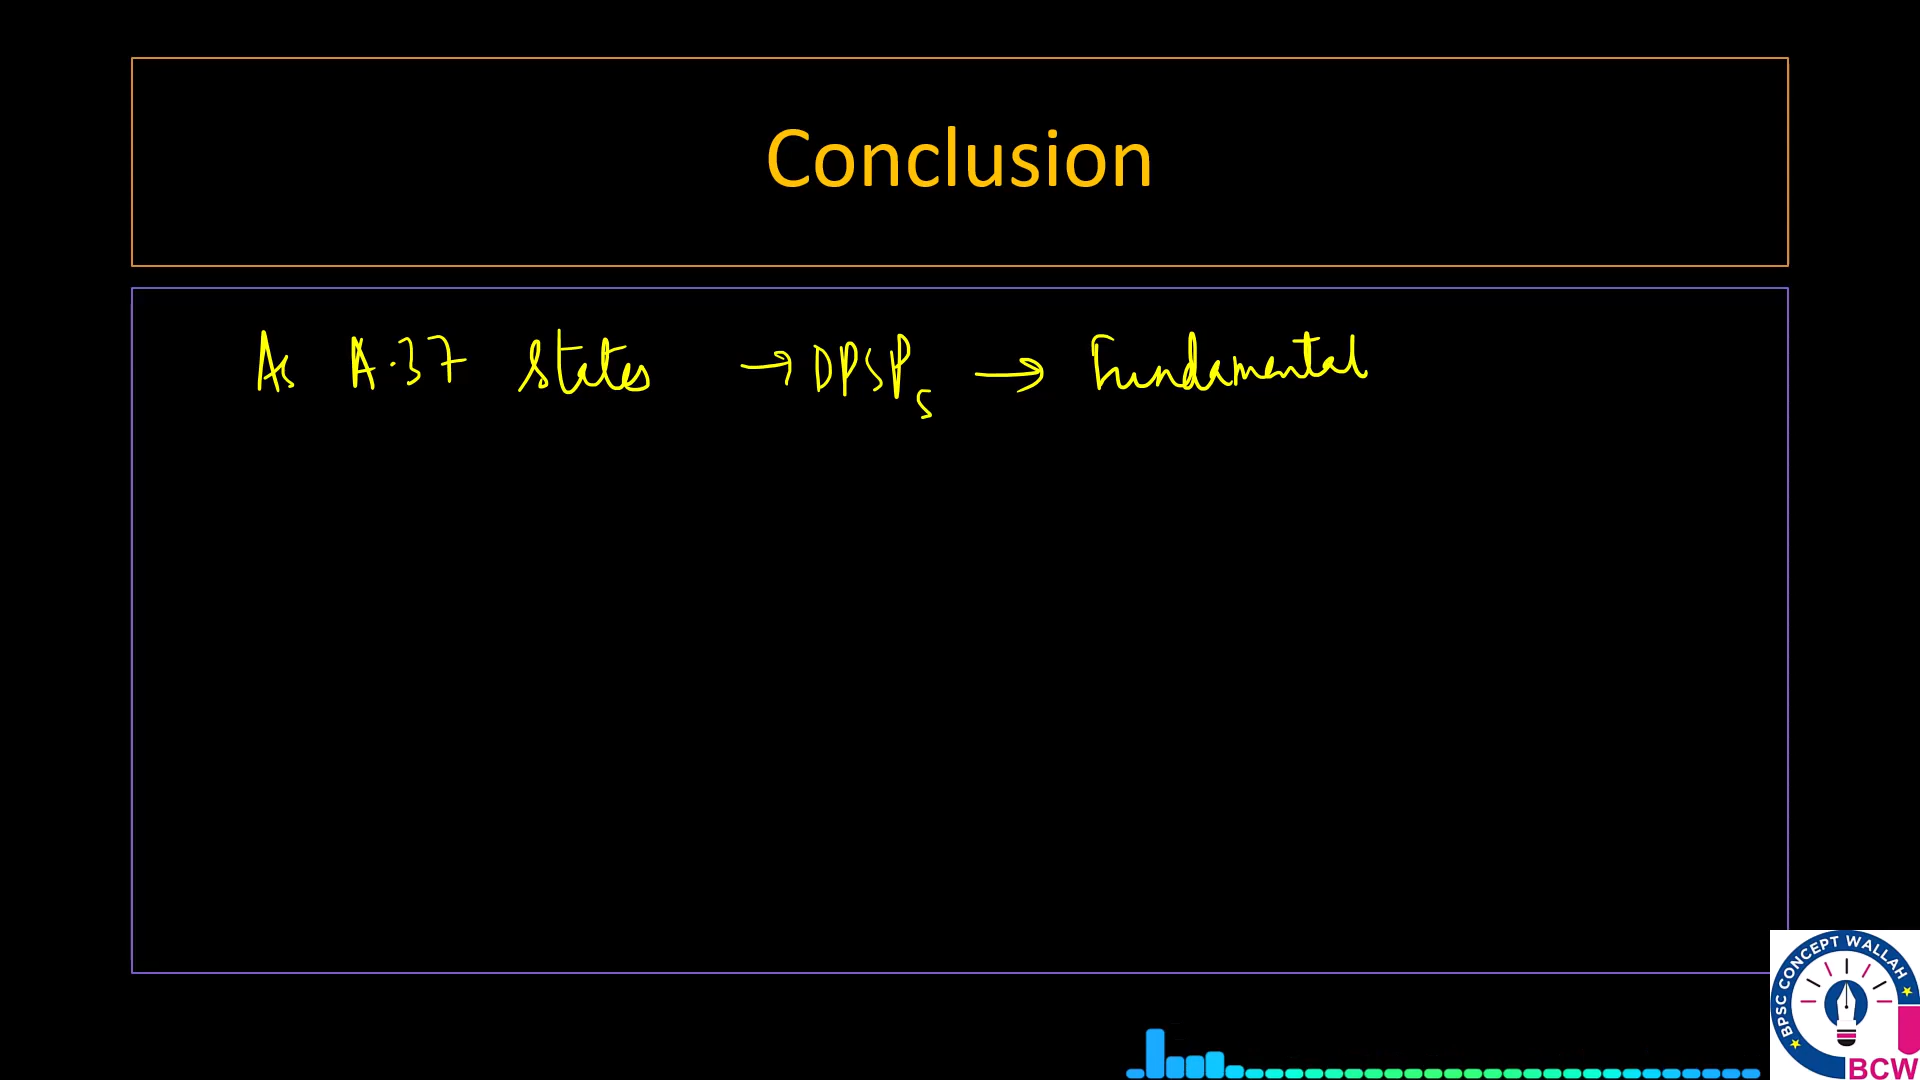 Conclusion
As A.37 states → DPSPs → Fundamental
BPSC CONCEPT WALLAH
BCW